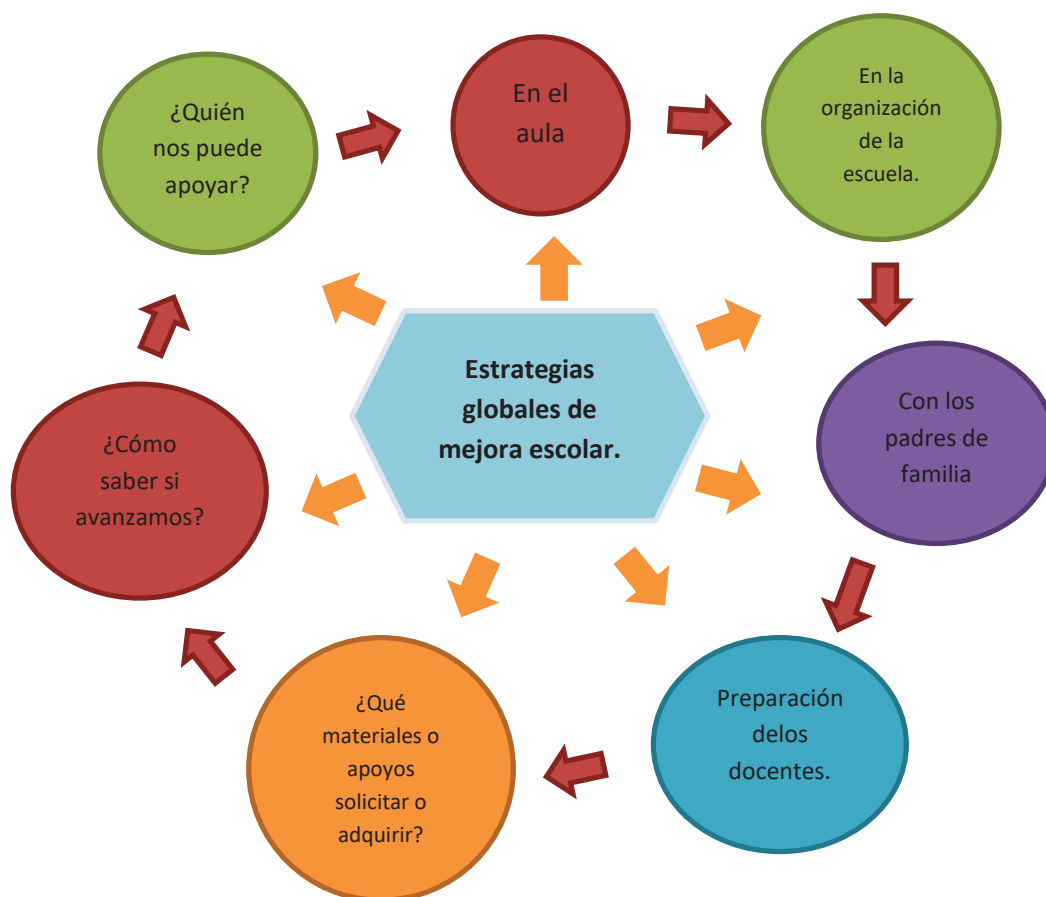 ¿Quién
nos puede
apoyar?
En el
aula
En la
organización
de la
escuela.
Estrategias
globales de
mejora escolar.
Con los
padres de
familia
¿Cómo
saber si
avanzamos?
Preparación
delos
docentes.
¿Qué
materiales o
apoyos
solicitar o
adquirir?